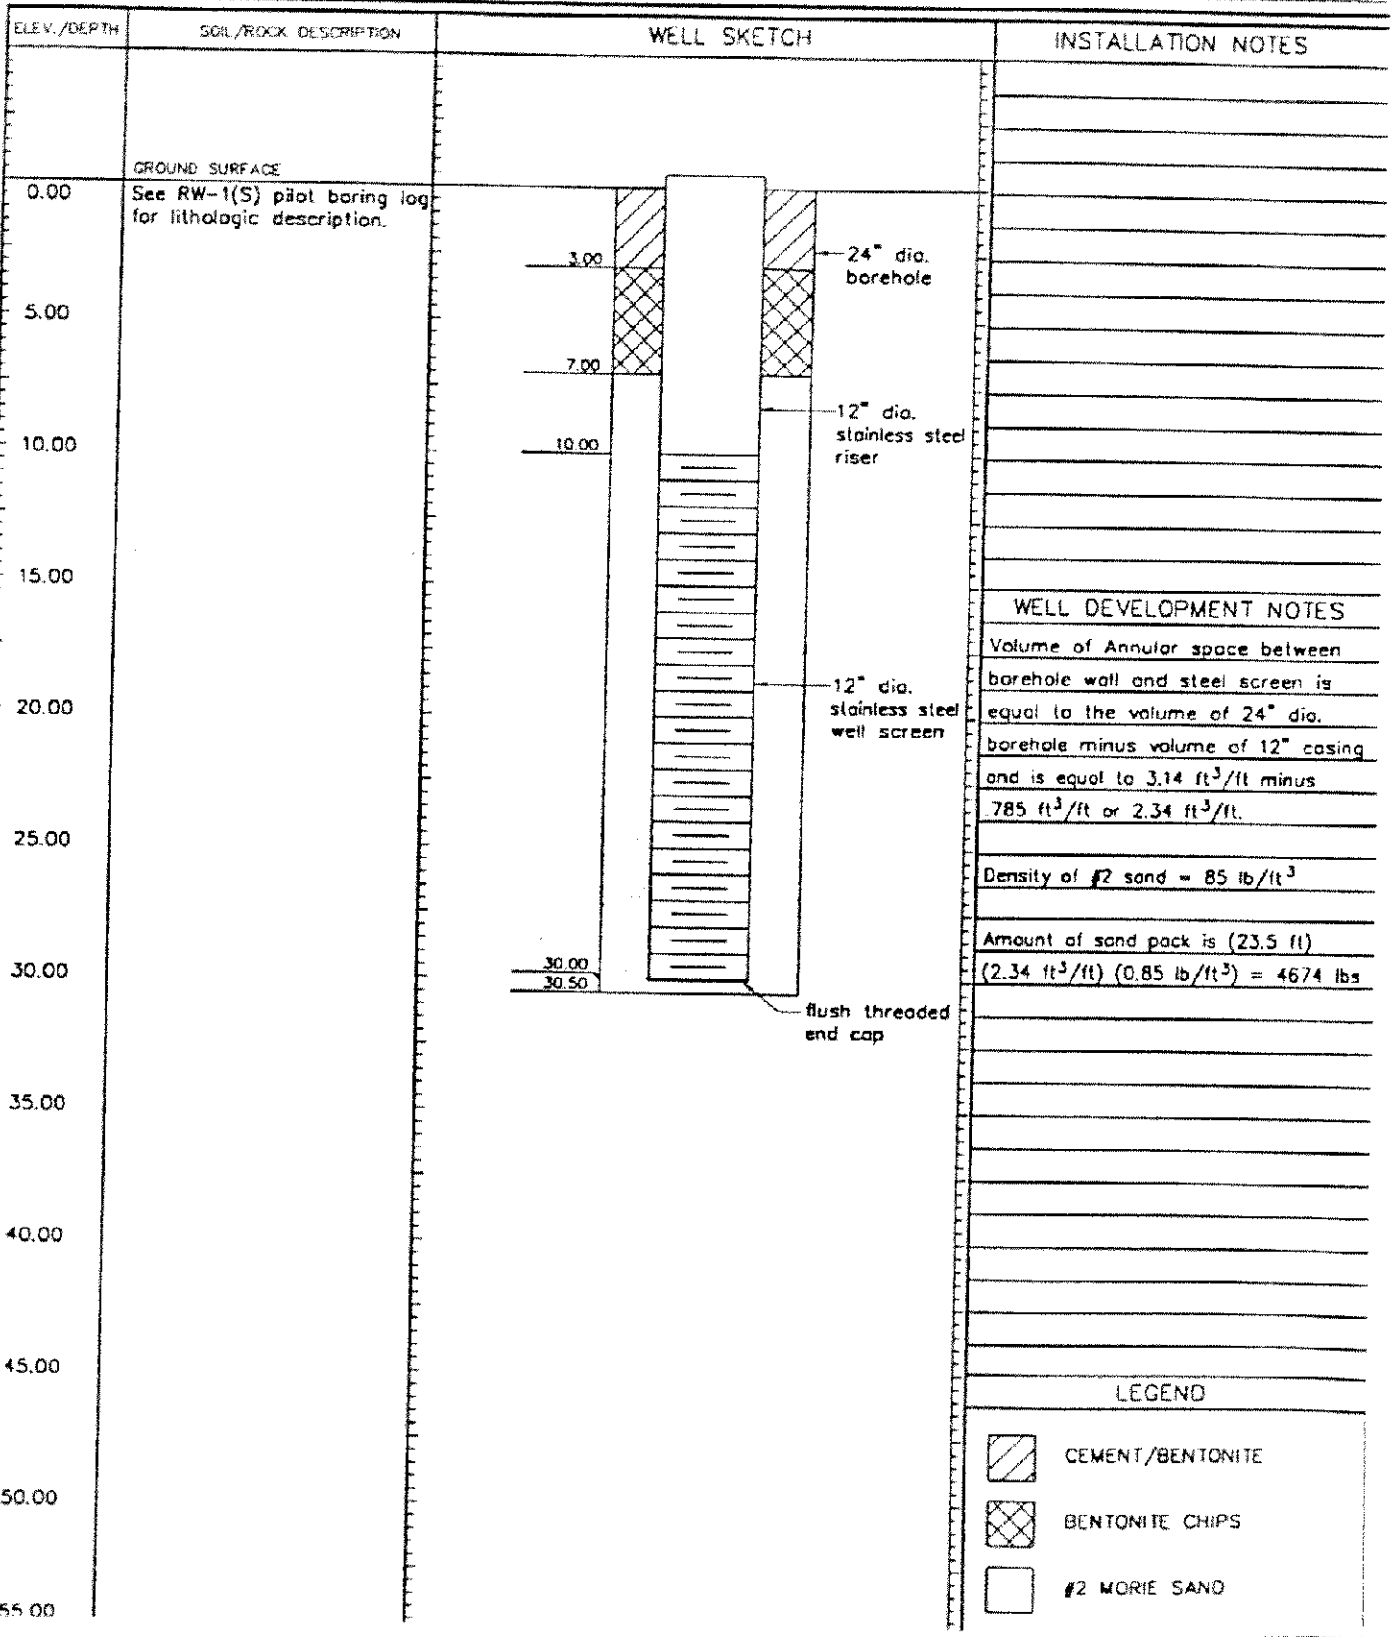 ELEV./DEPTH
SOIL/ROCK DESCRIPTION
WELL SKETCH
INSTALLATION NOTES
GROUND SURFACE
0.00
See RW-1(S) pilot boring log
for lithologic description.
3.00
24" dia.
borehole
5.00
7.00
12" dia.
stainless steel
riser
10.00
10.00
15.00
WELL DEVELOPMENT NOTES
Volume of Annular space between
borehole wall and steel screen is
equal to the volume of 24" dia.
borehole minus volume of 12" casing
and is equal to 3.14 ft³/ft minus
.785 ft³/ft or 2.34 ft³/ft.
12" dia.
stainless steel
well screen
20.00
25.00
Density of #2 sand = 85 lb/ft³
Amount of sand pack is (23.5 ft)
(2.34 ft³/ft) (0.85 lb/ft³) = 4674 lbs
30.00
30.00
30.50
flush threaded
end cap
35.00
40.00
45.00
LEGEND
CEMENT/BENTONITE
50.00
BENTONITE CHIPS
#2 MORIE SAND
55.00